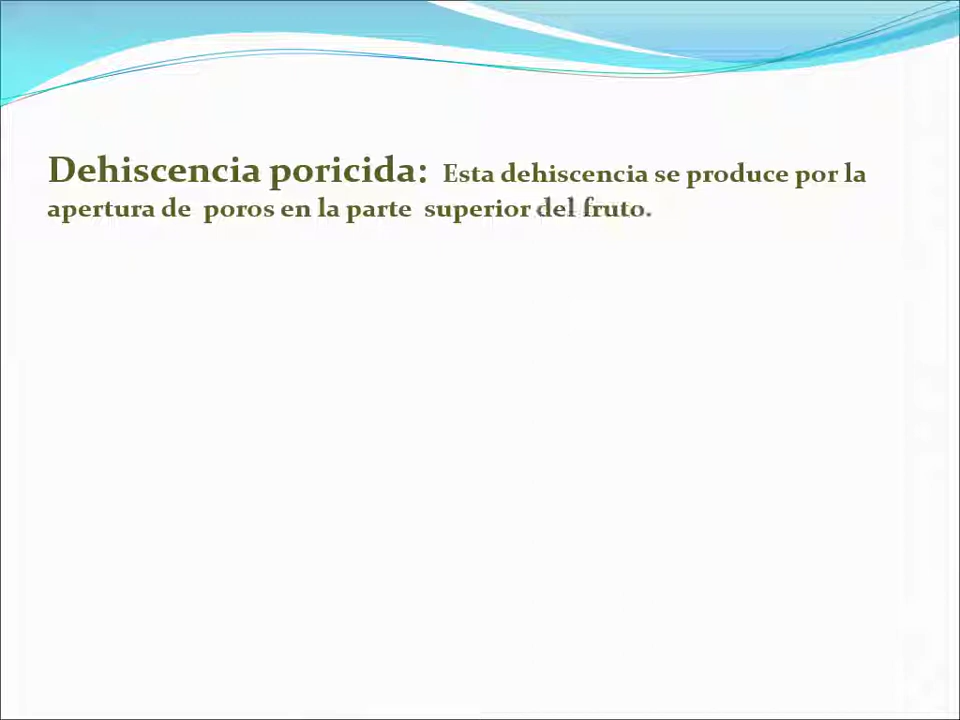 Dehiscencia poricida: Esta dehiscencia se produce por la
apertura de poros en la parte superior del fruto.